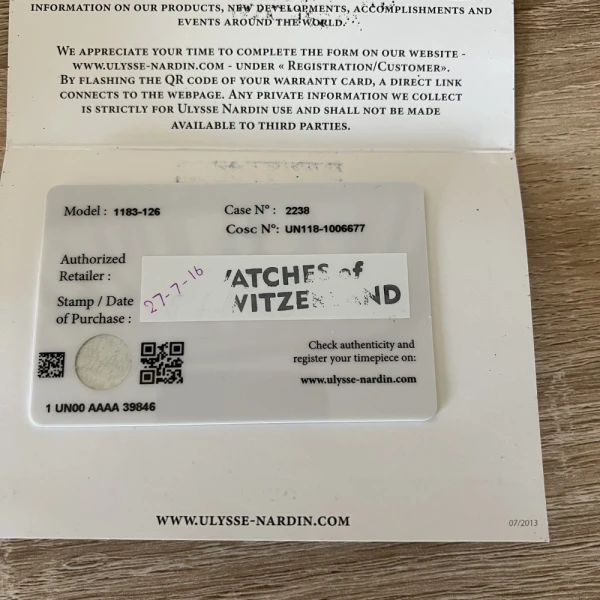 INFORMATION ON OUR PRODUCTS, NEW DEVELOPMENTS, ACCOMPLISHMENTS AND
EVENTS AROUND THE WORLD.
WE APPRECIATE YOUR TIME TO COMPLETE THE FORM ON OUR WEBSITE -
WWW.ULYSSE-NARDIN.COM - UNDER « REGISTRATION/CUSTOMER».
BY FLASHING THE QR CODE OF YOUR WARRANTY CARD, A DIRECT LINK
CONNECTS TO THE WEBPAGE. ANY PRIVATE INFORMATION WE COLLECT
IS STRICTLY FOR ULYSSE NARDIN USE AND SHALL NOT BE MADE
AVAILABLE TO THIRD PARTIES.
Model : 1183-126
Case N° : 2238
Cosc N°: UN118-1006677
Authorized
Retailer :
Stamp / Date
of Purchase :
27-7-16
WATCHES of
SWITZERLAND
Check authenticity and
register your timepiece on:
www.ulysse-nardin.com
1 UN00 AAAA 39846
WWW.ULYSSE-NARDIN.COM
07/2013